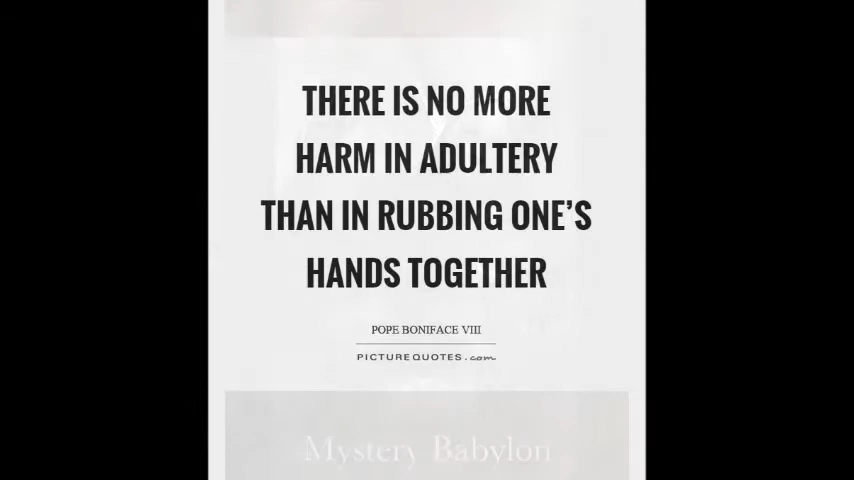 THERE IS NO MORE
HARM IN ADULTERY
THAN IN RUBBING ONE’S
HANDS TOGETHER
POPE BONIFACE VIII
PICTUREQUOTES.com
Mystery Babylon